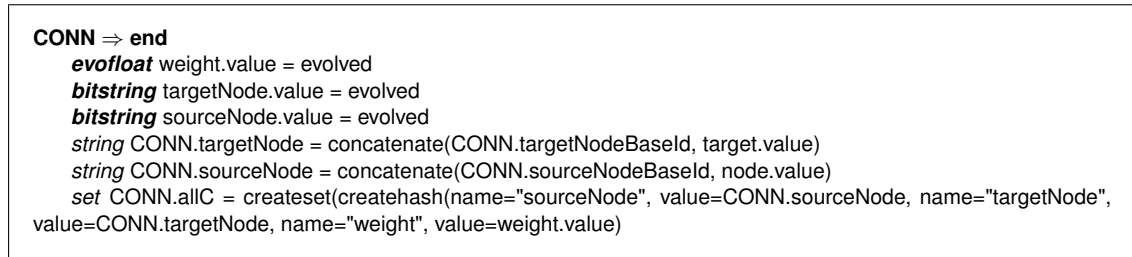 CONN ⇒ end
evofloat weight.value = evolved
bitstring targetNode.value = evolved
bitstring sourceNode.value = evolved
string CONN.targetNode = concatenate(CONN.targetNodeBaseId, target.value)
string CONN.sourceNode = concatenate(CONN.sourceNodeBaseId, node.value)
set CONN.allC = createset(createhash(name="sourceNode", value=CONN.sourceNode, name="targetNode",
value=CONN.targetNode, name="weight", value=weight.value)